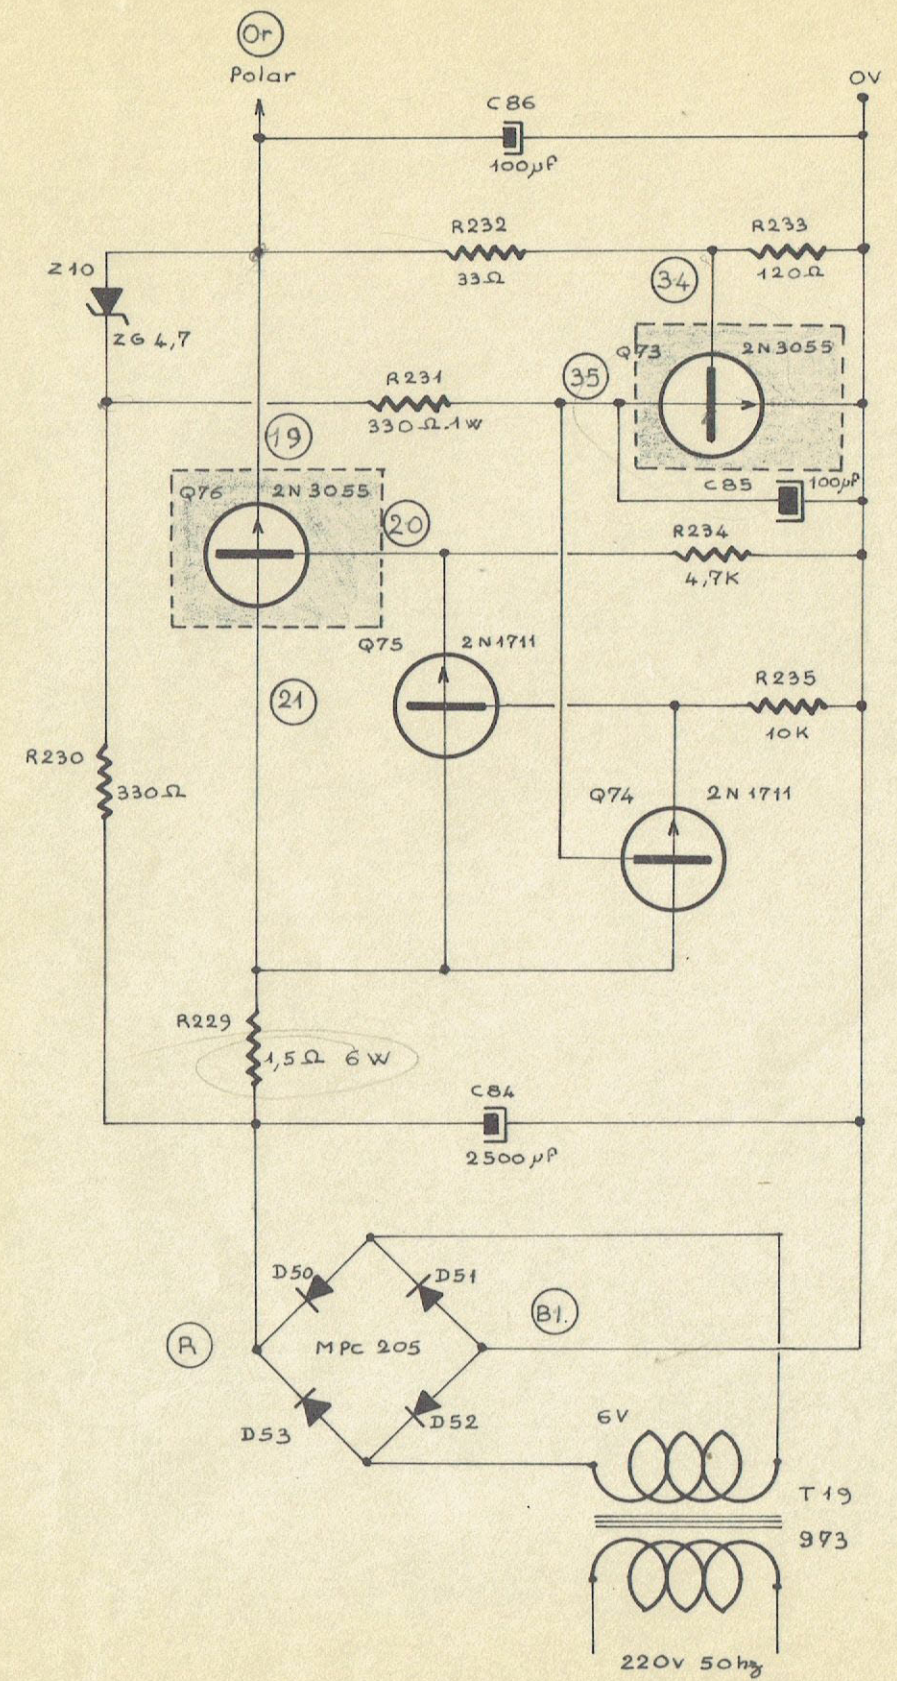 Or
Polar
0V
C86
100µf
R232
33Ω
R233
120Ω
Z10
ZG 4,7
34
Q73
2N3055
35
R231
330Ω.1W
19
C85
100µf
Q76
2N3055
20
R234
4,7K
Q75
2N1711
21
R235
10K
R230
330Ω
Q74
2N1711
R229
1,5Ω 6W
C84
2500µf
D50
D51
B1.
R
MPC 205
D53
D52
6V
T19
973
220V 50hz